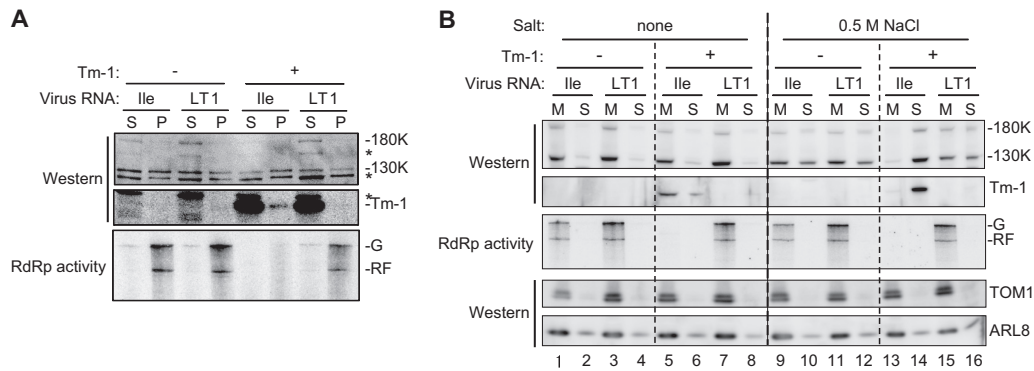 A
Tm-1: - +
Virus RNA: Ile LT1 Ile LT1
S P S P S P S P
Western
-180K
*
-130K
*
*
-Tm-1
RdRp activity
-G
-RF
B
Salt: none 0.5 M NaCl
Tm-1: - + - +
Virus RNA: Ile LT1 Ile LT1 Ile LT1 Ile LT1
M S M S M S M S M S M S M S M S
Western
-180K
-130K
Tm-1
RdRp activity
-G
-RF
Western
TOM1
ARL8
1 2 3 4 5 6 7 8 9 10 11 12 13 14 15 16